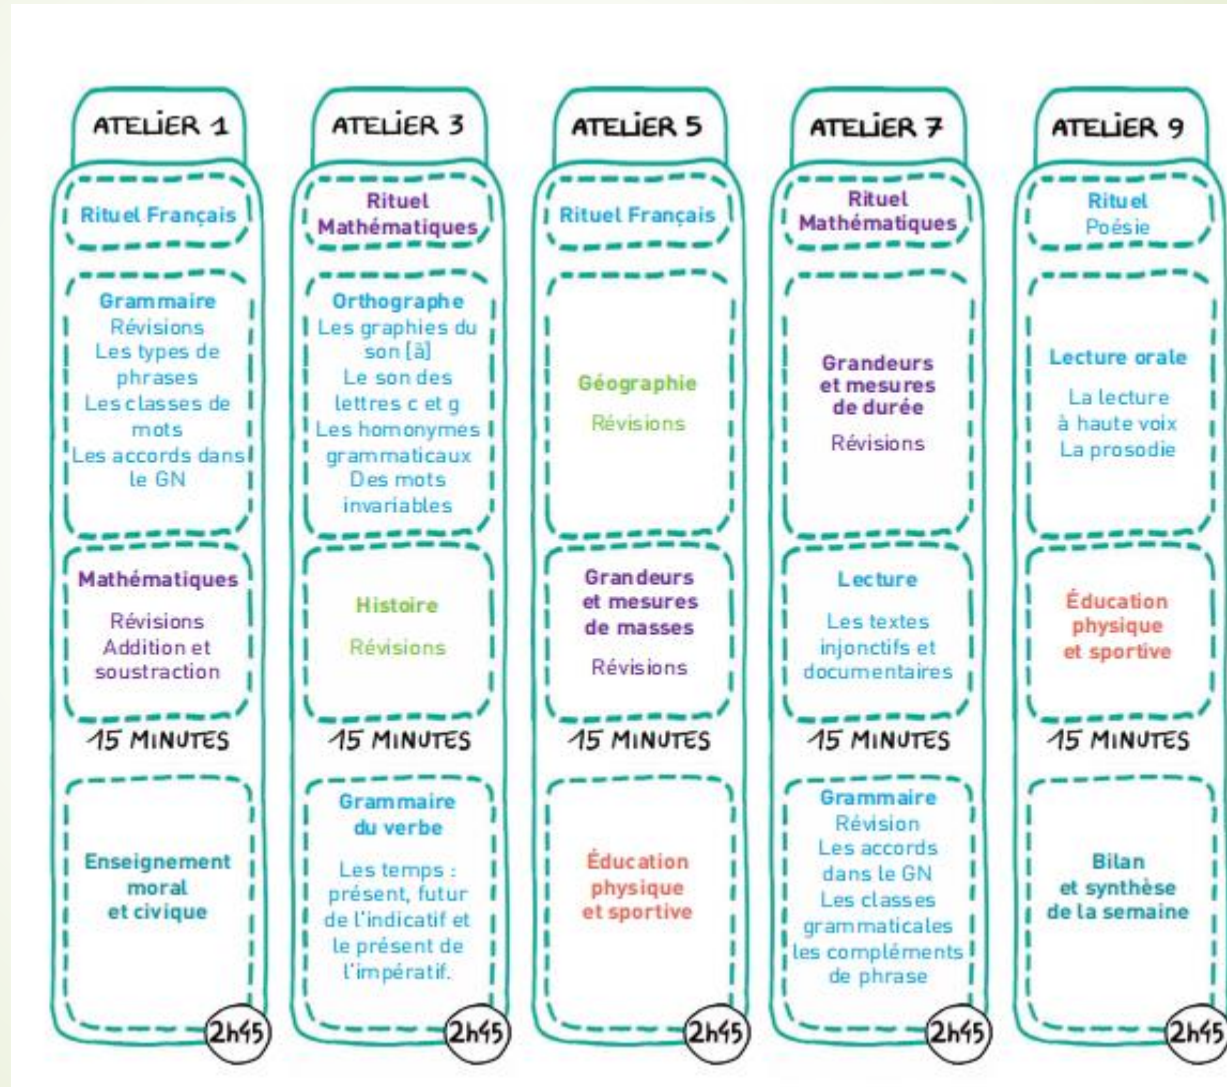 ATELIER 1
Rituel Français
Grammaire
Révisions
Les types de
phrases
Les classes de
mots
Les accords dans
le GN
Mathématiques
Révisions
Addition et
soustraction
15 MINUTES
Enseignement
moral
et civique
2h45
ATELIER 3
Rituel
Mathématiques
Orthographe
Les graphies du
son [ã]
Le son des
lettres c et g
Les homonymes
grammaticaux
Des mots
invariables
Histoire
Révisions
15 MINUTES
Grammaire
du verbe
Les temps :
présent, futur
de l'indicatif et
le présent de
l'impératif.
2h45
ATELIER 5
Rituel Français
Géographie
Révisions
Grandeurs
et mesures
de masses
Révisions
15 MINUTES
Éducation
physique
et sportive
2h45
ATELIER 7
Rituel
Mathématiques
Grandeurs
et mesures
de durée
Révisions
Lecture
Les textes
injonctifs et
documentaires
15 MINUTES
Grammaire
Révision
Les accords
dans le GN
Les classes
grammaticales
les compléments
de phrase
2h45
ATELIER 9
Rituel
Poésie
Lecture orale
La lecture
à haute voix
La prosodie
Éducation
physique
et sportive
15 MINUTES
Bilan
et synthèse
de la semaine
2h45